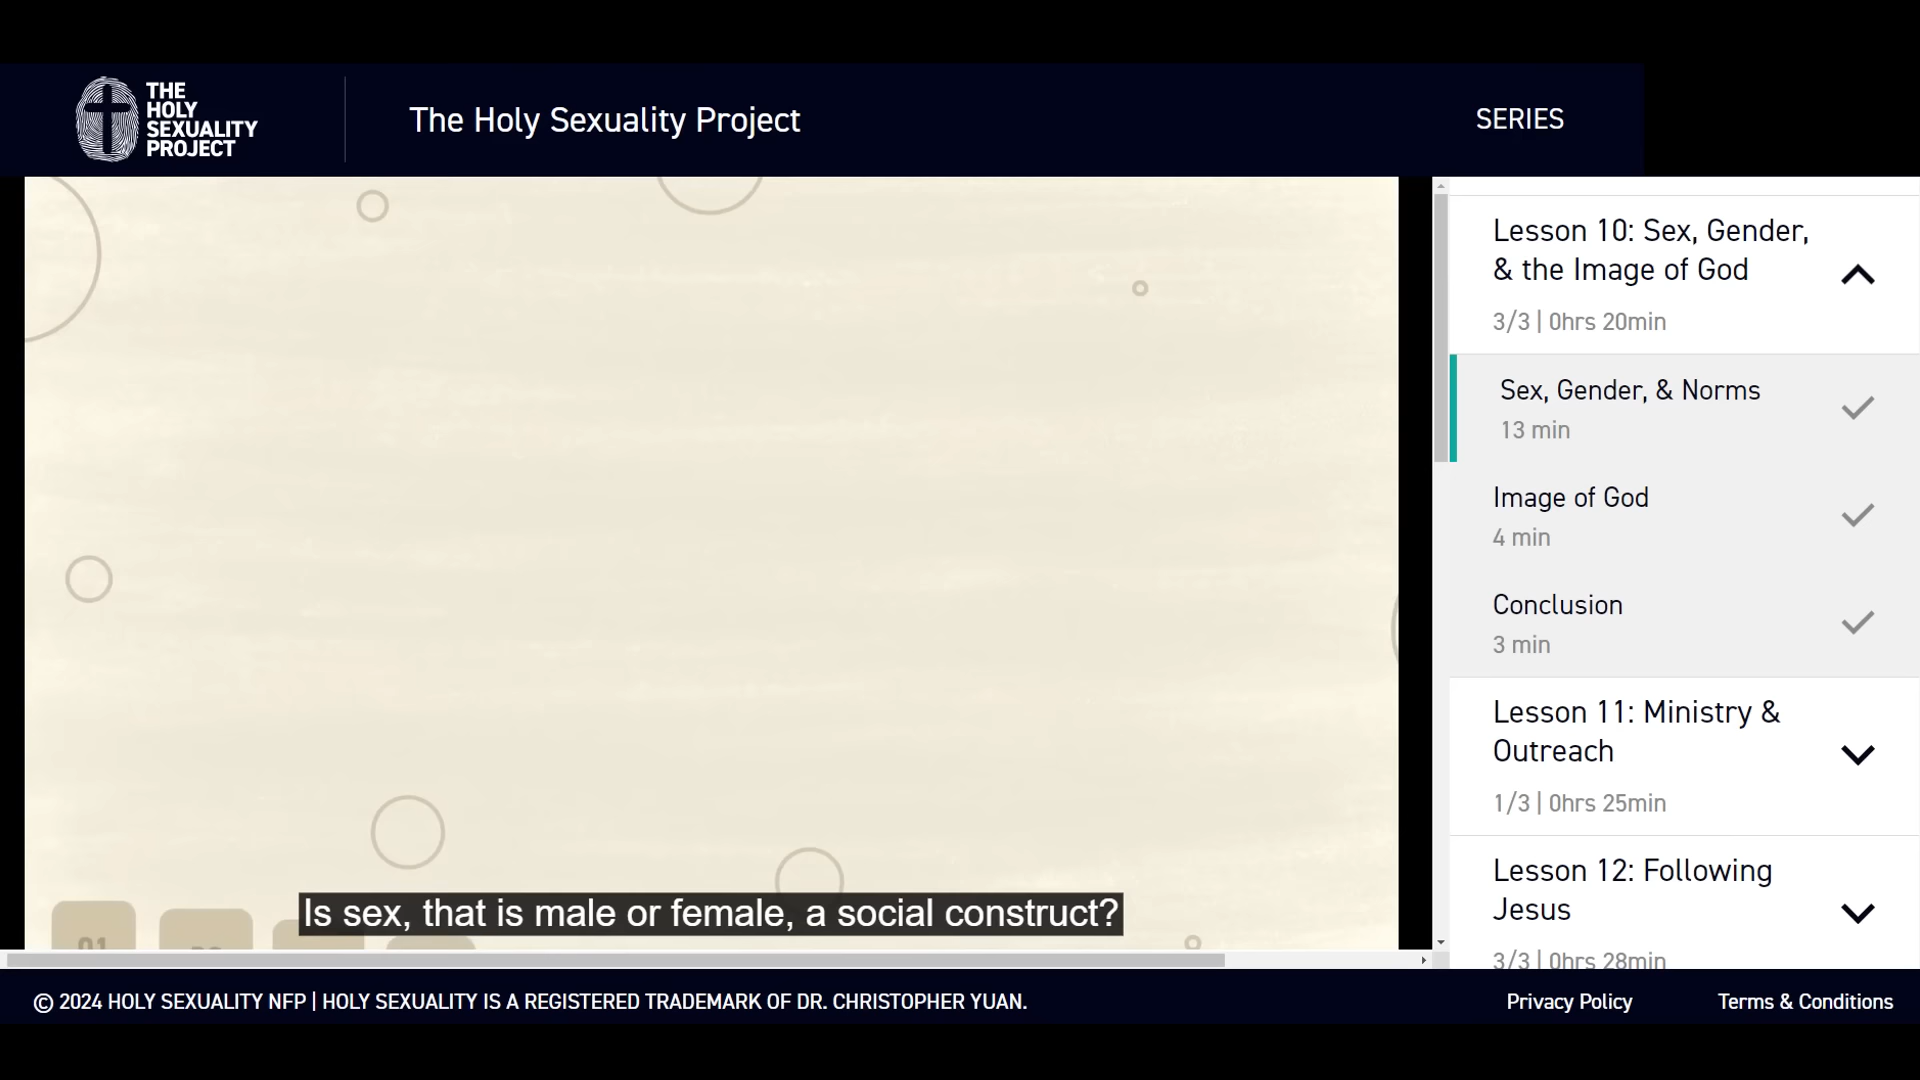 THE
HOLY
SEXUALITY
PROJECT
The Holy Sexuality Project
SERIES
Lesson 10: Sex, Gender,
& the Image of God
3/3 | 0hrs 20min
Sex, Gender, & Norms
13 min
Image of God
4 min
Conclusion
3 min
Lesson 11: Ministry &
Outreach
1/3 | 0hrs 25min
Lesson 12: Following
Jesus
3/3 | 0hrs 28min
01
Is sex, that is male or female, a social construct?
© 2024 HOLY SEXUALITY NFP | HOLY SEXUALITY IS A REGISTERED TRADEMARK OF DR. CHRISTOPHER YUAN.
Privacy Policy
Terms & Conditions